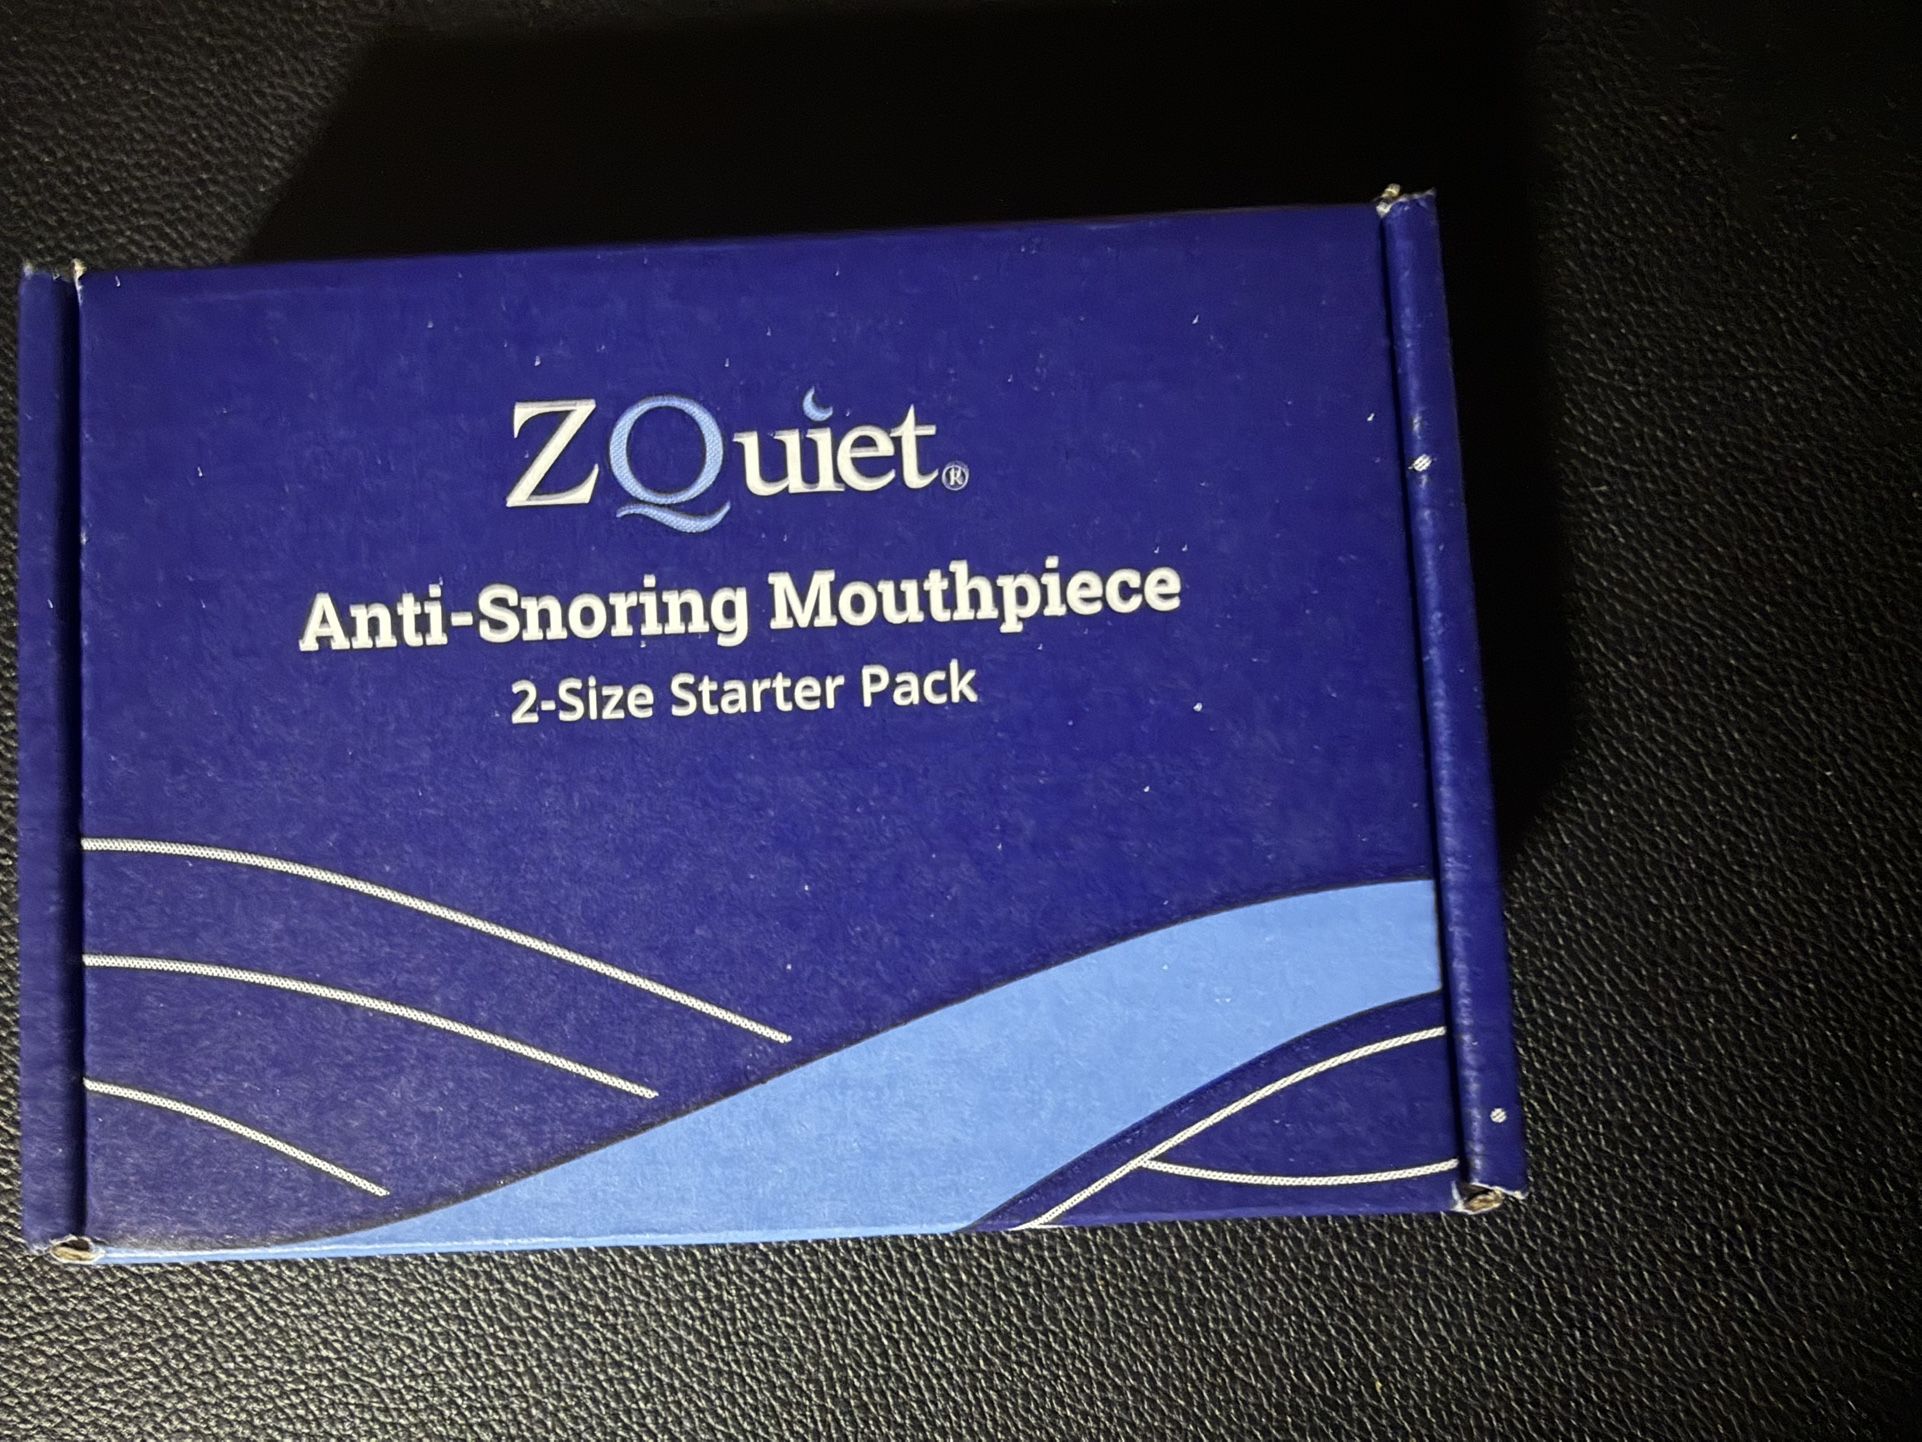 ZQuiet®
Anti-Snoring Mouthpiece
2-Size Starter Pack